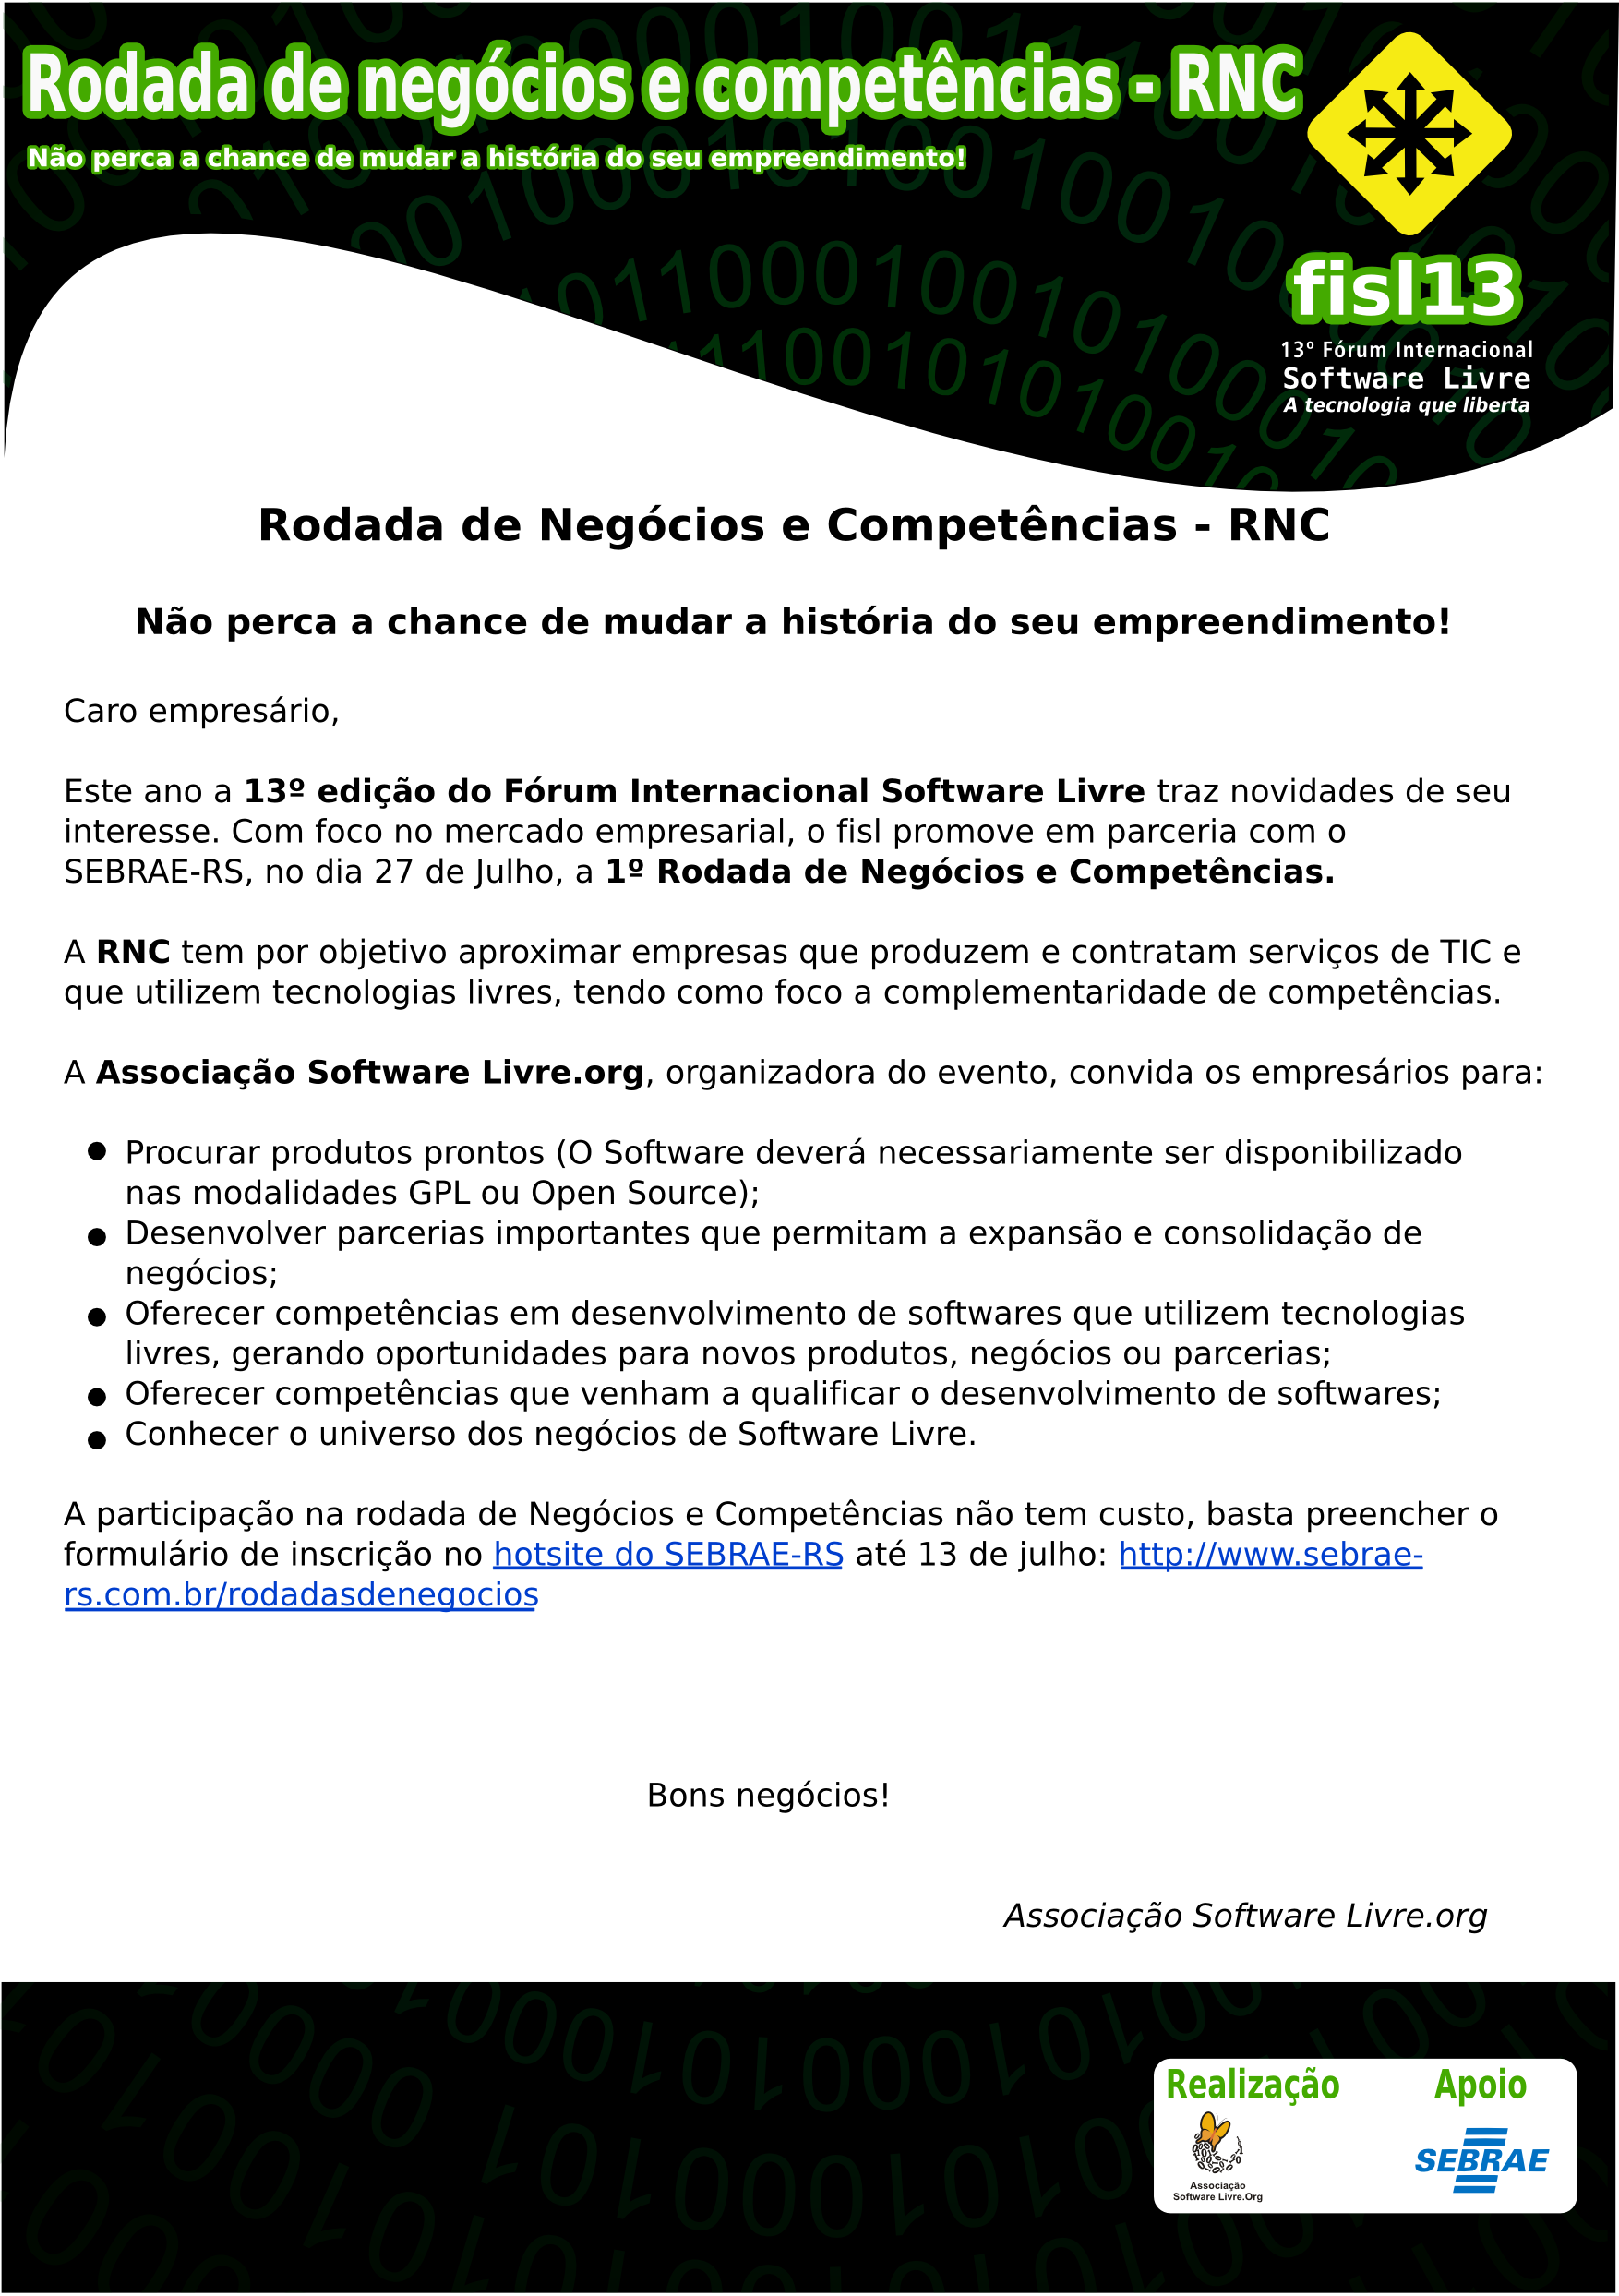 Rodada de negócios e competências - RNC
Não perca a chance de mudar a história do seu empreendimento!
fisl13
13º Fórum Internacional
Software Livre
A tecnologia que liberta
Rodada de Negócios e Competências - RNC
Não perca a chance de mudar a história do seu empreendimento!
Caro empresário,
Este ano a 13º edição do Fórum Internacional Software Livre traz novidades de seu
interesse. Com foco no mercado empresarial, o fisl promove em parceria com o
SEBRAE-RS, no dia 27 de Julho, a 1º Rodada de Negócios e Competências.
A RNC tem por objetivo aproximar empresas que produzem e contratam serviços de TIC e
que utilizem tecnologias livres, tendo como foco a complementaridade de competências.
A Associação Software Livre.org, organizadora do evento, convida os empresários para:
● Procurar produtos prontos (O Software deverá necessariamente ser disponibilizado
nas modalidades GPL ou Open Source);
● Desenvolver parcerias importantes que permitam a expansão e consolidação de
negócios;
● Oferecer competências em desenvolvimento de softwares que utilizem tecnologias
livres, gerando oportunidades para novos produtos, negócios ou parcerias;
● Oferecer competências que venham a qualificar o desenvolvimento de softwares;
● Conhecer o universo dos negócios de Software Livre.
A participação na rodada de Negócios e Competências não tem custo, basta preencher o
formulário de inscrição no hotsite do SEBRAE-RS até 13 de julho: http://www.sebrae-
rs.com.br/rodadasdenegocios
Bons negócios!
Associação Software Livre.org
Realização
Apoio
Associação
Software Livre.Org
SEBRAE